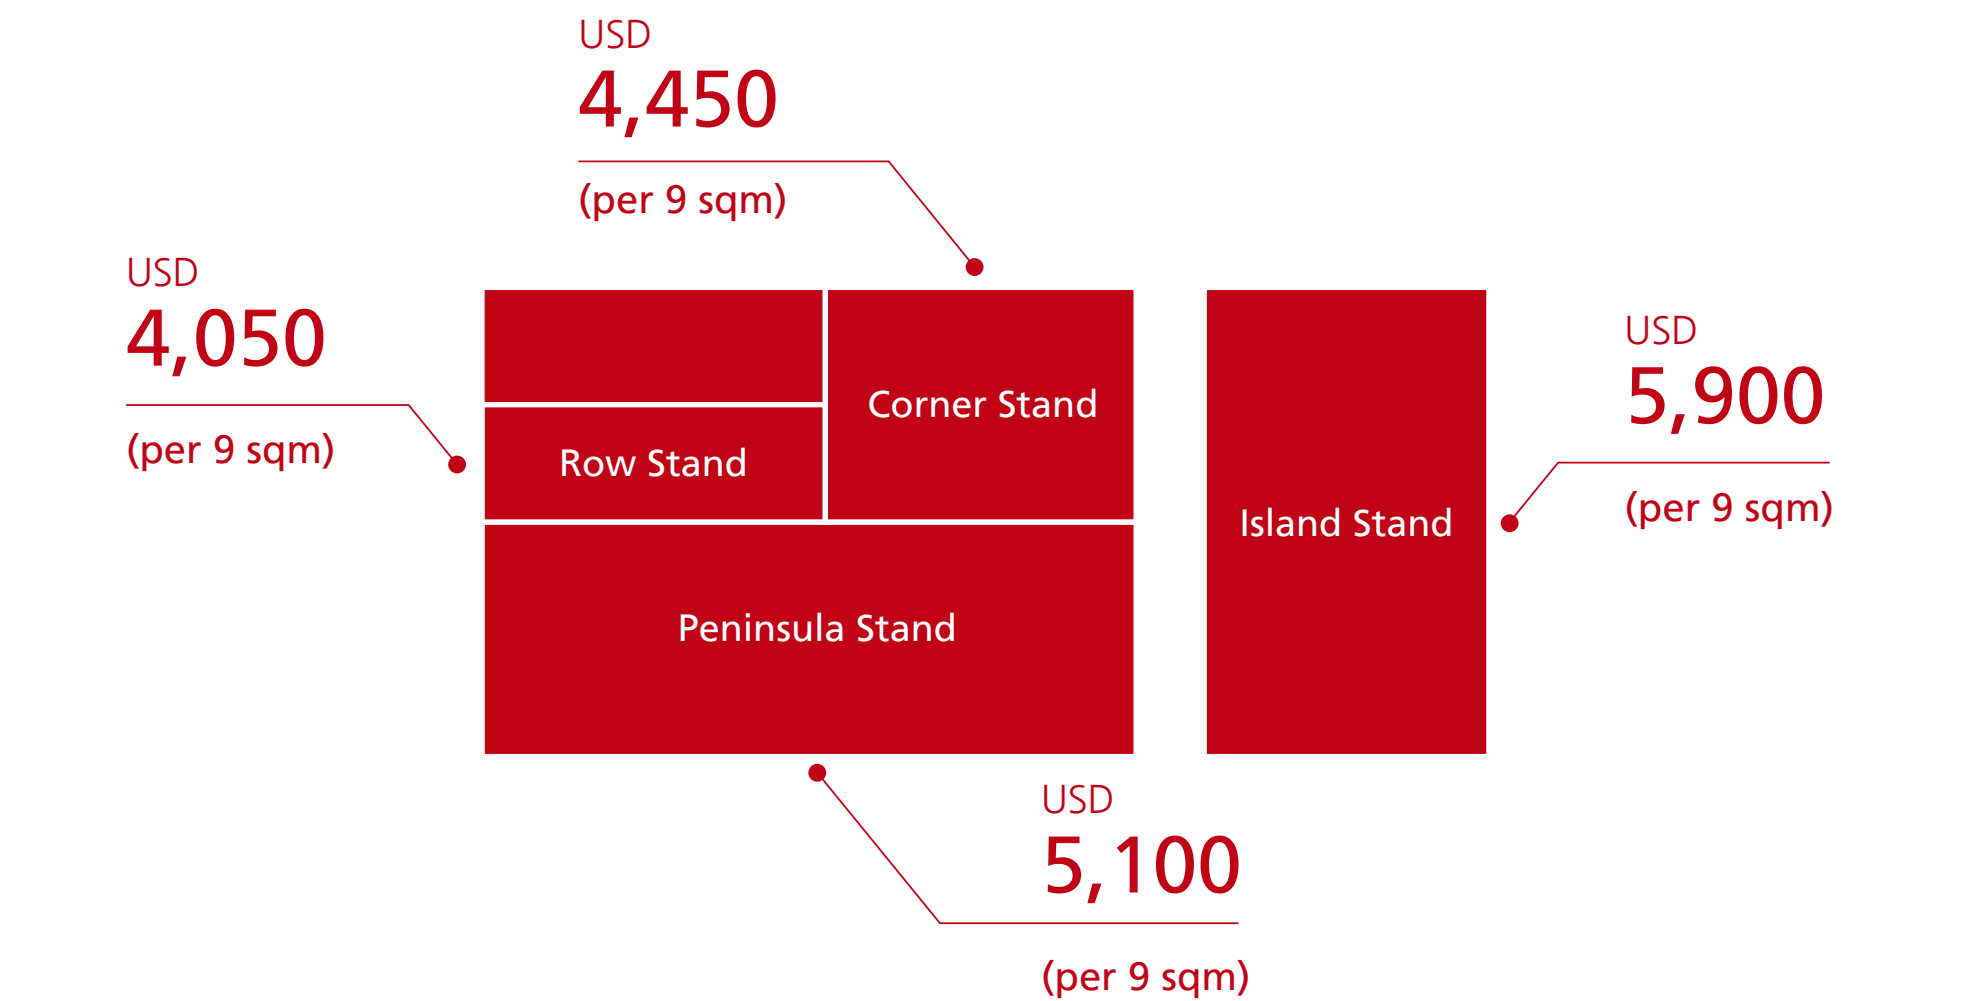 USD
4,450
(per 9 sqm)
USD
4,050
(per 9 sqm)
Corner Stand
Row Stand
Peninsula Stand
Island Stand
USD
5,900
(per 9 sqm)
USD
5,100
(per 9 sqm)